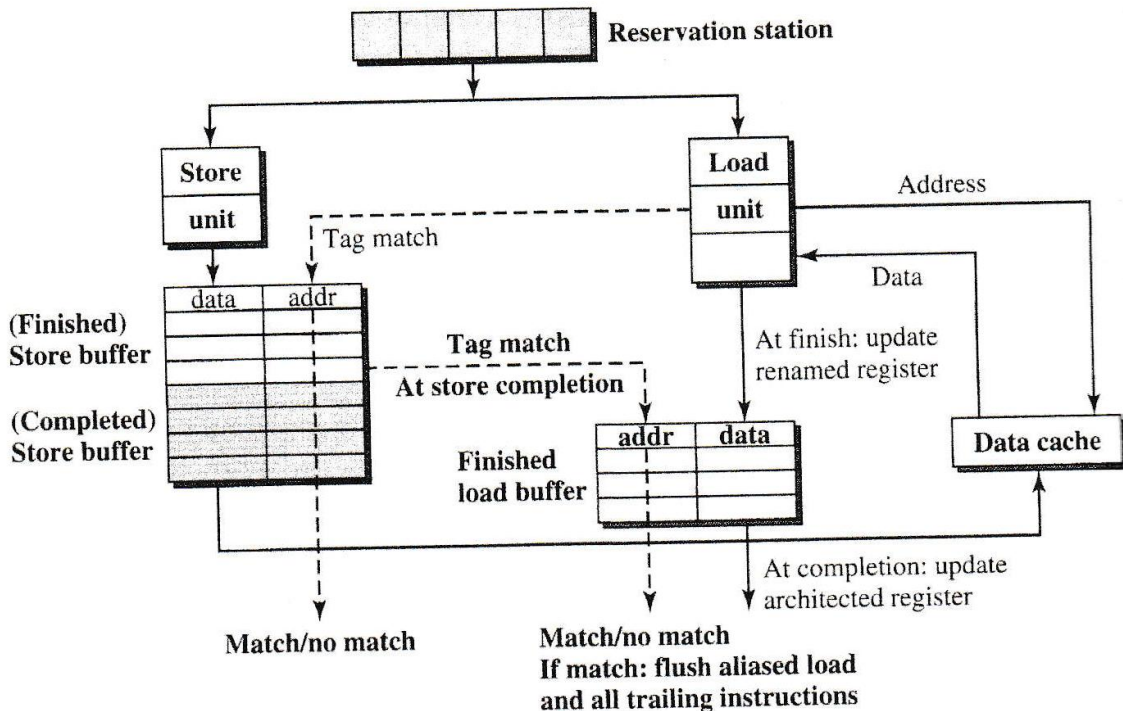 Reservation station
Store
unit
Load
unit
Address
Tag match
Data
data addr
(Finished)
Store buffer
Tag match
At store completion
At finish: update
renamed register
(Completed)
Store buffer
addr data
Finished
load buffer
Data cache
At completion: update
architected register
Match/no match
Match/no match
If match: flush aliased load
and all trailing instructions